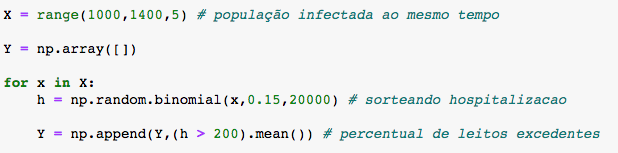 X = range(1000,1400,5) # população infectada ao mesmo tempo
Y = np.array([])
for x in X:
h = np.random.binomial(x,0.15,20000) # sorteando hospitalizacao
Y = np.append(Y,(h > 200).mean()) # percentual de leitos excedentes